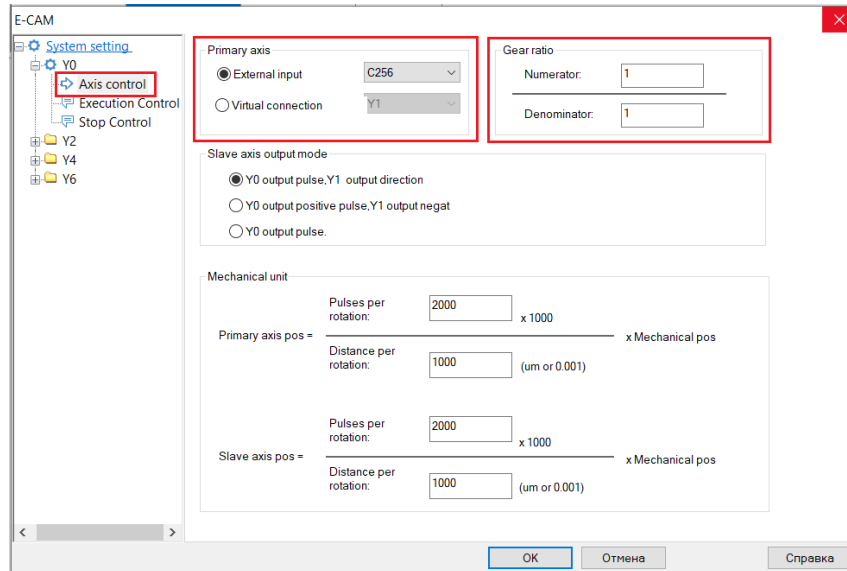 E-CAM
System setting
Y0
Axis control
Execution Control
Stop Control
Y2
Y4
Y6
Primary axis
External input
C256
Virtual connection
Y1
Gear ratio
Numerator:
1
Denominator:
1
Slave axis output mode
Y0 output pulse,Y1 output direction
Y0 output positive pulse,Y1 output negat
Y0 output pulse.
Mechanical unit
Primary axis pos =
Pulses per
rotation:
2000
x 1000
Distance per
rotation:
1000
(um or 0.001)
x Mechanical pos
Slave axis pos =
Pulses per
rotation:
2000
x 1000
Distance per
rotation:
1000
(um or 0.001)
x Mechanical pos
OK
Отмена
Справка